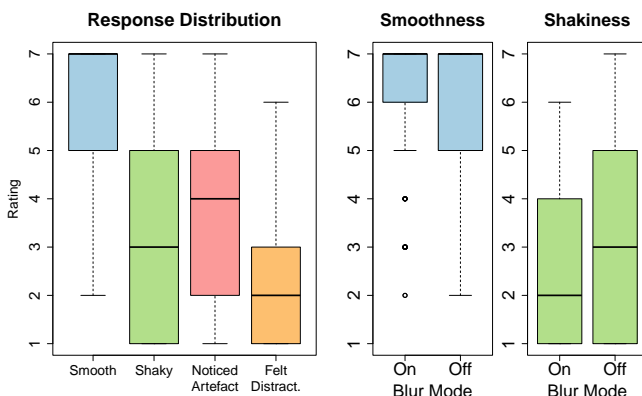 Response Distribution
Smoothness
Shakiness
Rating
7
6
5
4
3
2
1
Smooth
Shaky
Noticed
Artefact
Felt
Distract.
7
6
5
4
3
2
1
On
Off
Blur Mode
7
6
5
4
3
2
1
On
Off
Blur Mode